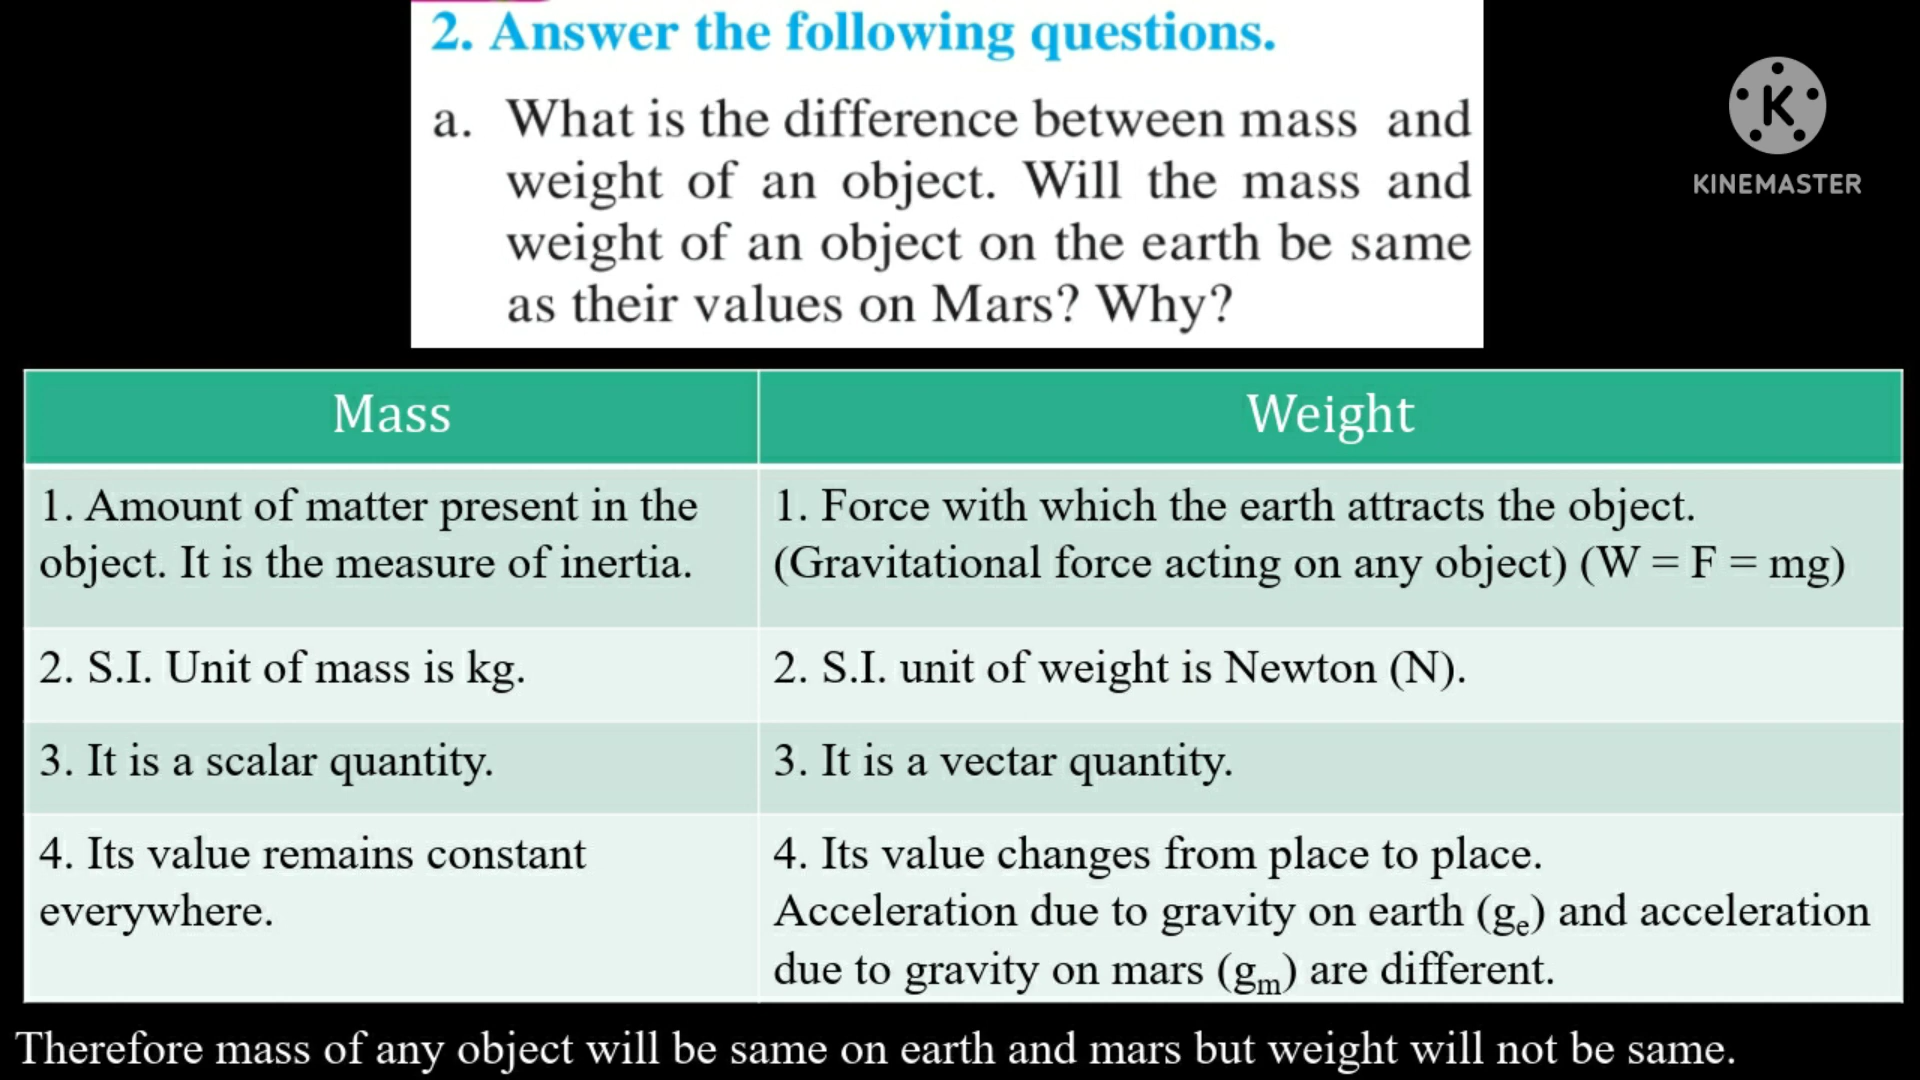 2. Answer the following questions.
a. What is the difference between mass and
weight of an object. Will the mass and
weight of an object on the earth be same
as their values on Mars? Why?
K
KINEMASTER
Mass
Weight
1. Amount of matter present in the
object. It is the measure of inertia.
1. Force with which the earth attracts the object.
(Gravitational force acting on any object) (W = F = mg)
2. S.I. Unit of mass is kg.
2. S.I. unit of weight is Newton (N).
3. It is a scalar quantity.
3. It is a vectar quantity.
4. Its value remains constant
everywhere.
4. Its value changes from place to place.
Acceleration due to gravity on earth (gₑ) and acceleration
due to gravity on mars (gₘ) are different.
Therefore mass of any object will be same on earth and mars but weight will not be same.